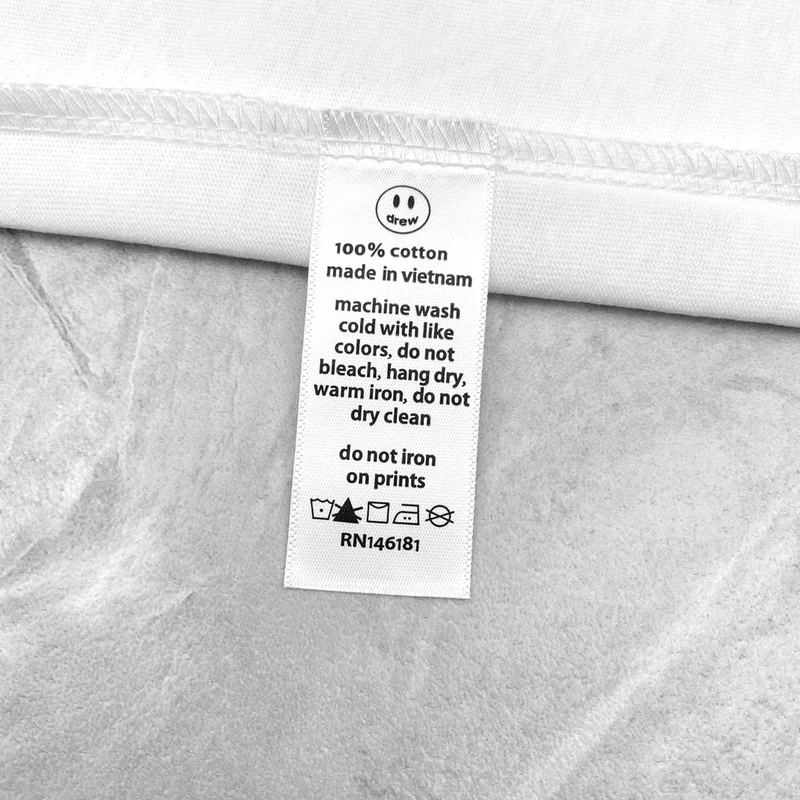 drew
100% cotton
made in vietnam
machine wash
cold with like
colors, do not
bleach, hang dry,
warm iron, do not
dry clean
do not iron
on prints
RN146181